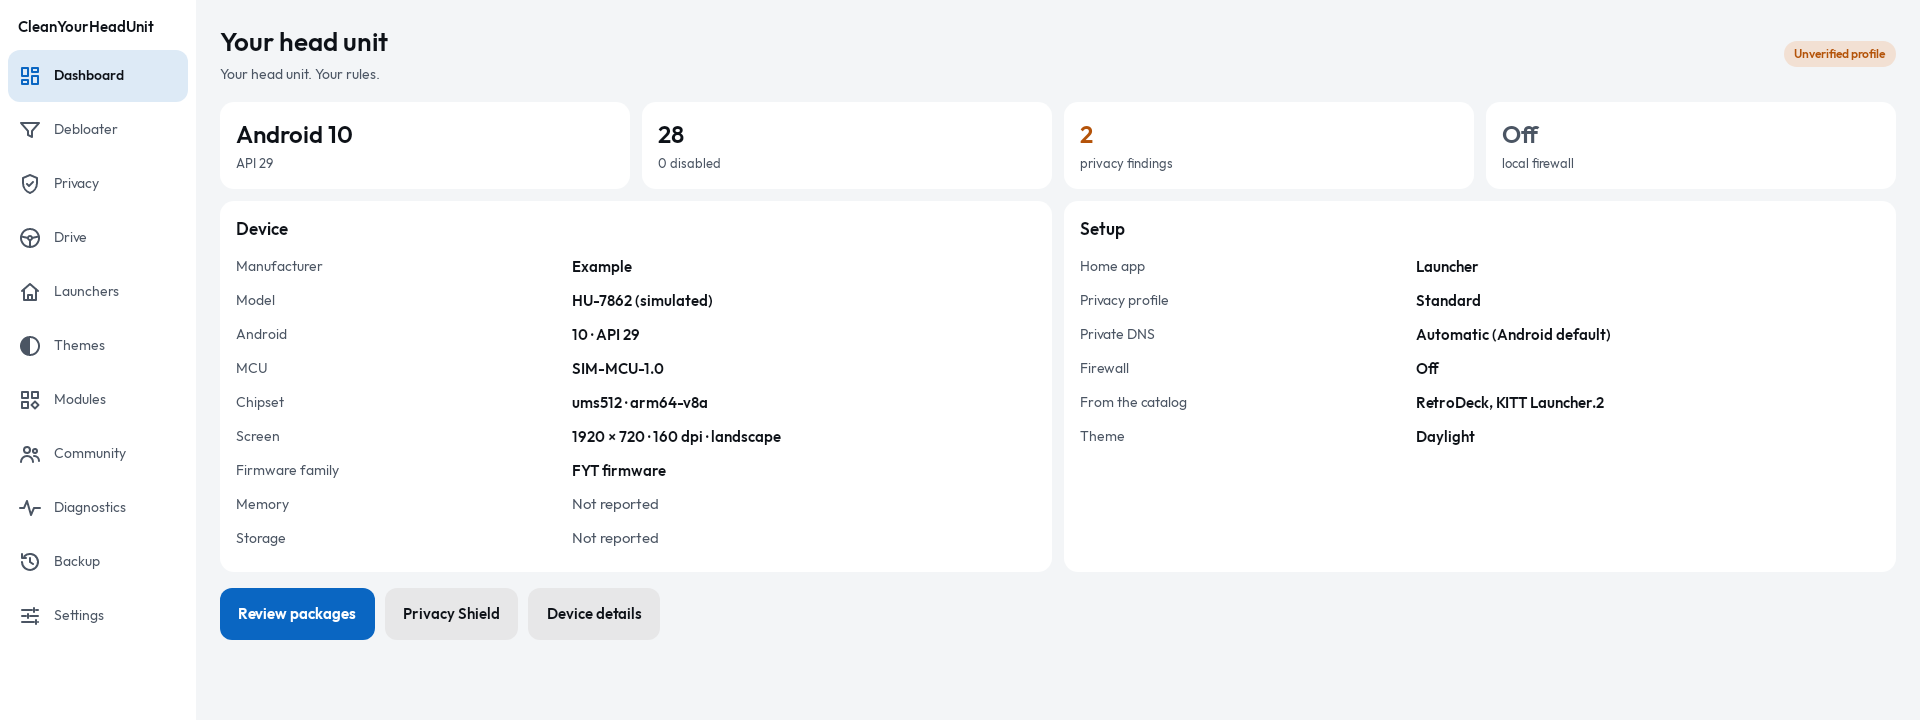 CleanYourHeadUnit
Dashboard
Debloater
Privacy
Drive
Launchers
Themes
Modules
Community
Diagnostics
Backup
Settings
Your head unit
Your head unit. Your rules.
Unverified profile
Android 10
API 29
28
0 disabled
2
privacy findings
Off
local firewall
Device
Manufacturer Example
Model HU-7862 (simulated)
Android 10 · API 29
MCU SIM-MCU-1.0
Chipset ums512 · arm64-v8a
Screen 1920 × 720 · 160 dpi · landscape
Firmware family FYT firmware
Memory Not reported
Storage Not reported
Setup
Home app Launcher
Privacy profile Standard
Private DNS Automatic (Android default)
Firewall Off
From the catalog RetroDeck, KITT Launcher.2
Theme Daylight
Review packages
Privacy Shield
Device details